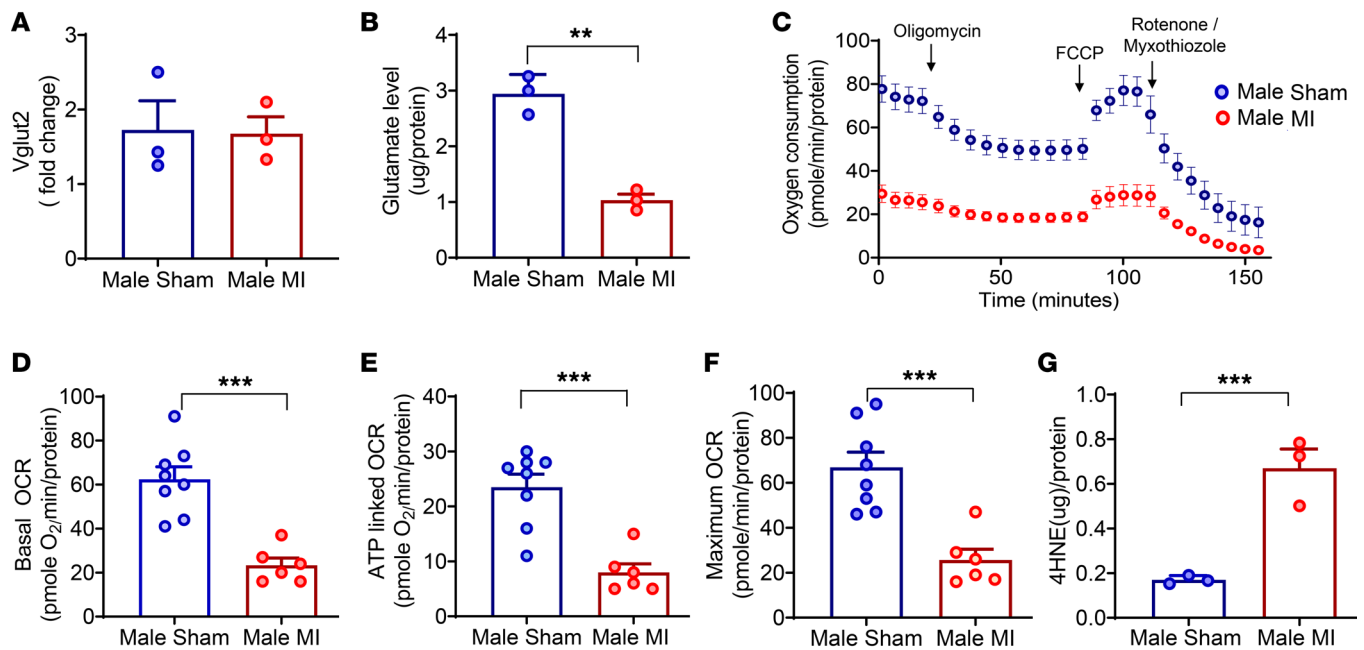 A
3
2
1
0
Vglut2
( fold change)
Male Sham
Male MI
B
4
3
2
1
0
Glutamate level
(ug/protein)
**
Male Sham
Male MI
C
100
80
60
40
20
0
Oxygen consumption
(pmole/min/protein)
Oligomycin
FCCP
Rotenone /
Myxothiozole
Male Sham
Male MI
0
50
100
150
Time (minutes)
D
100
80
60
40
20
0
Basal OCR
(pmole O2/min/protein)
***
Male Sham
Male MI
E
40
30
20
10
0
ATP linked OCR
(pmole O2/min/protein)
***
Male Sham
Male MI
F
100
80
60
40
20
0
Maximum OCR
(pmole/min/protein)
***
Male Sham
Male MI
G
1.0
0.8
0.6
0.4
0.2
0.0
4HNE(ug)/protein
***
Male Sham
Male MI